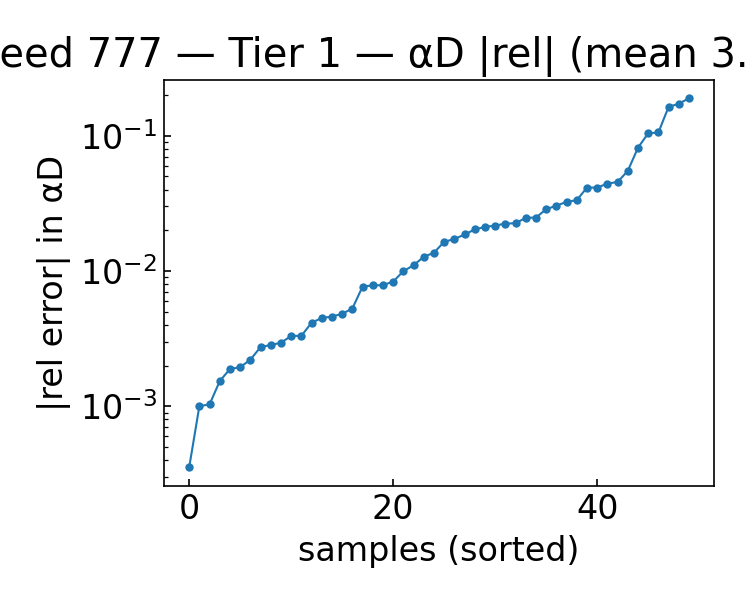 eed 777 — Tier 1 — αD |rel| (mean 3.
|rel error| in αD
10⁻¹
10⁻²
10⁻³
0 20 40
samples (sorted)